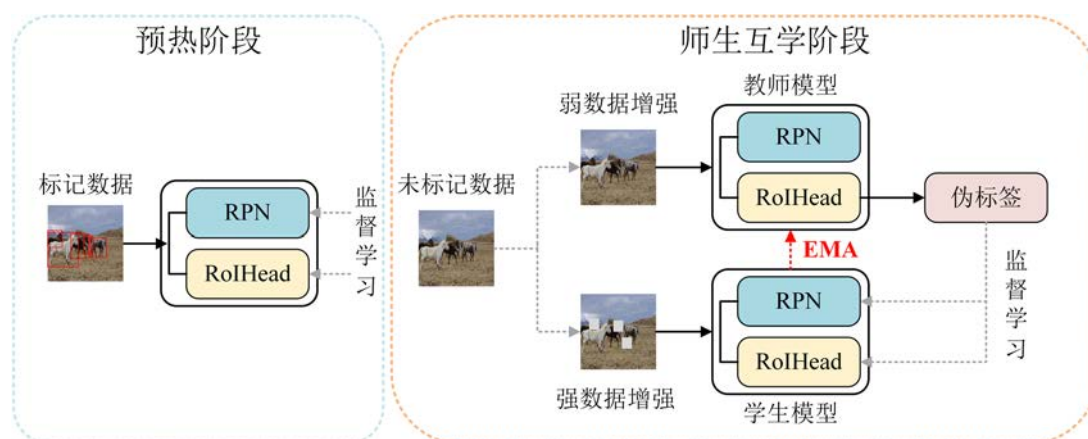 预热阶段
标记数据
RPN
RoIHead
监督学习
师生互学阶段
未标记数据
弱数据增强
教师模型
RPN
RoIHead
伪标签
EMA
监督学习
RPN
RoIHead
强数据增强
学生模型